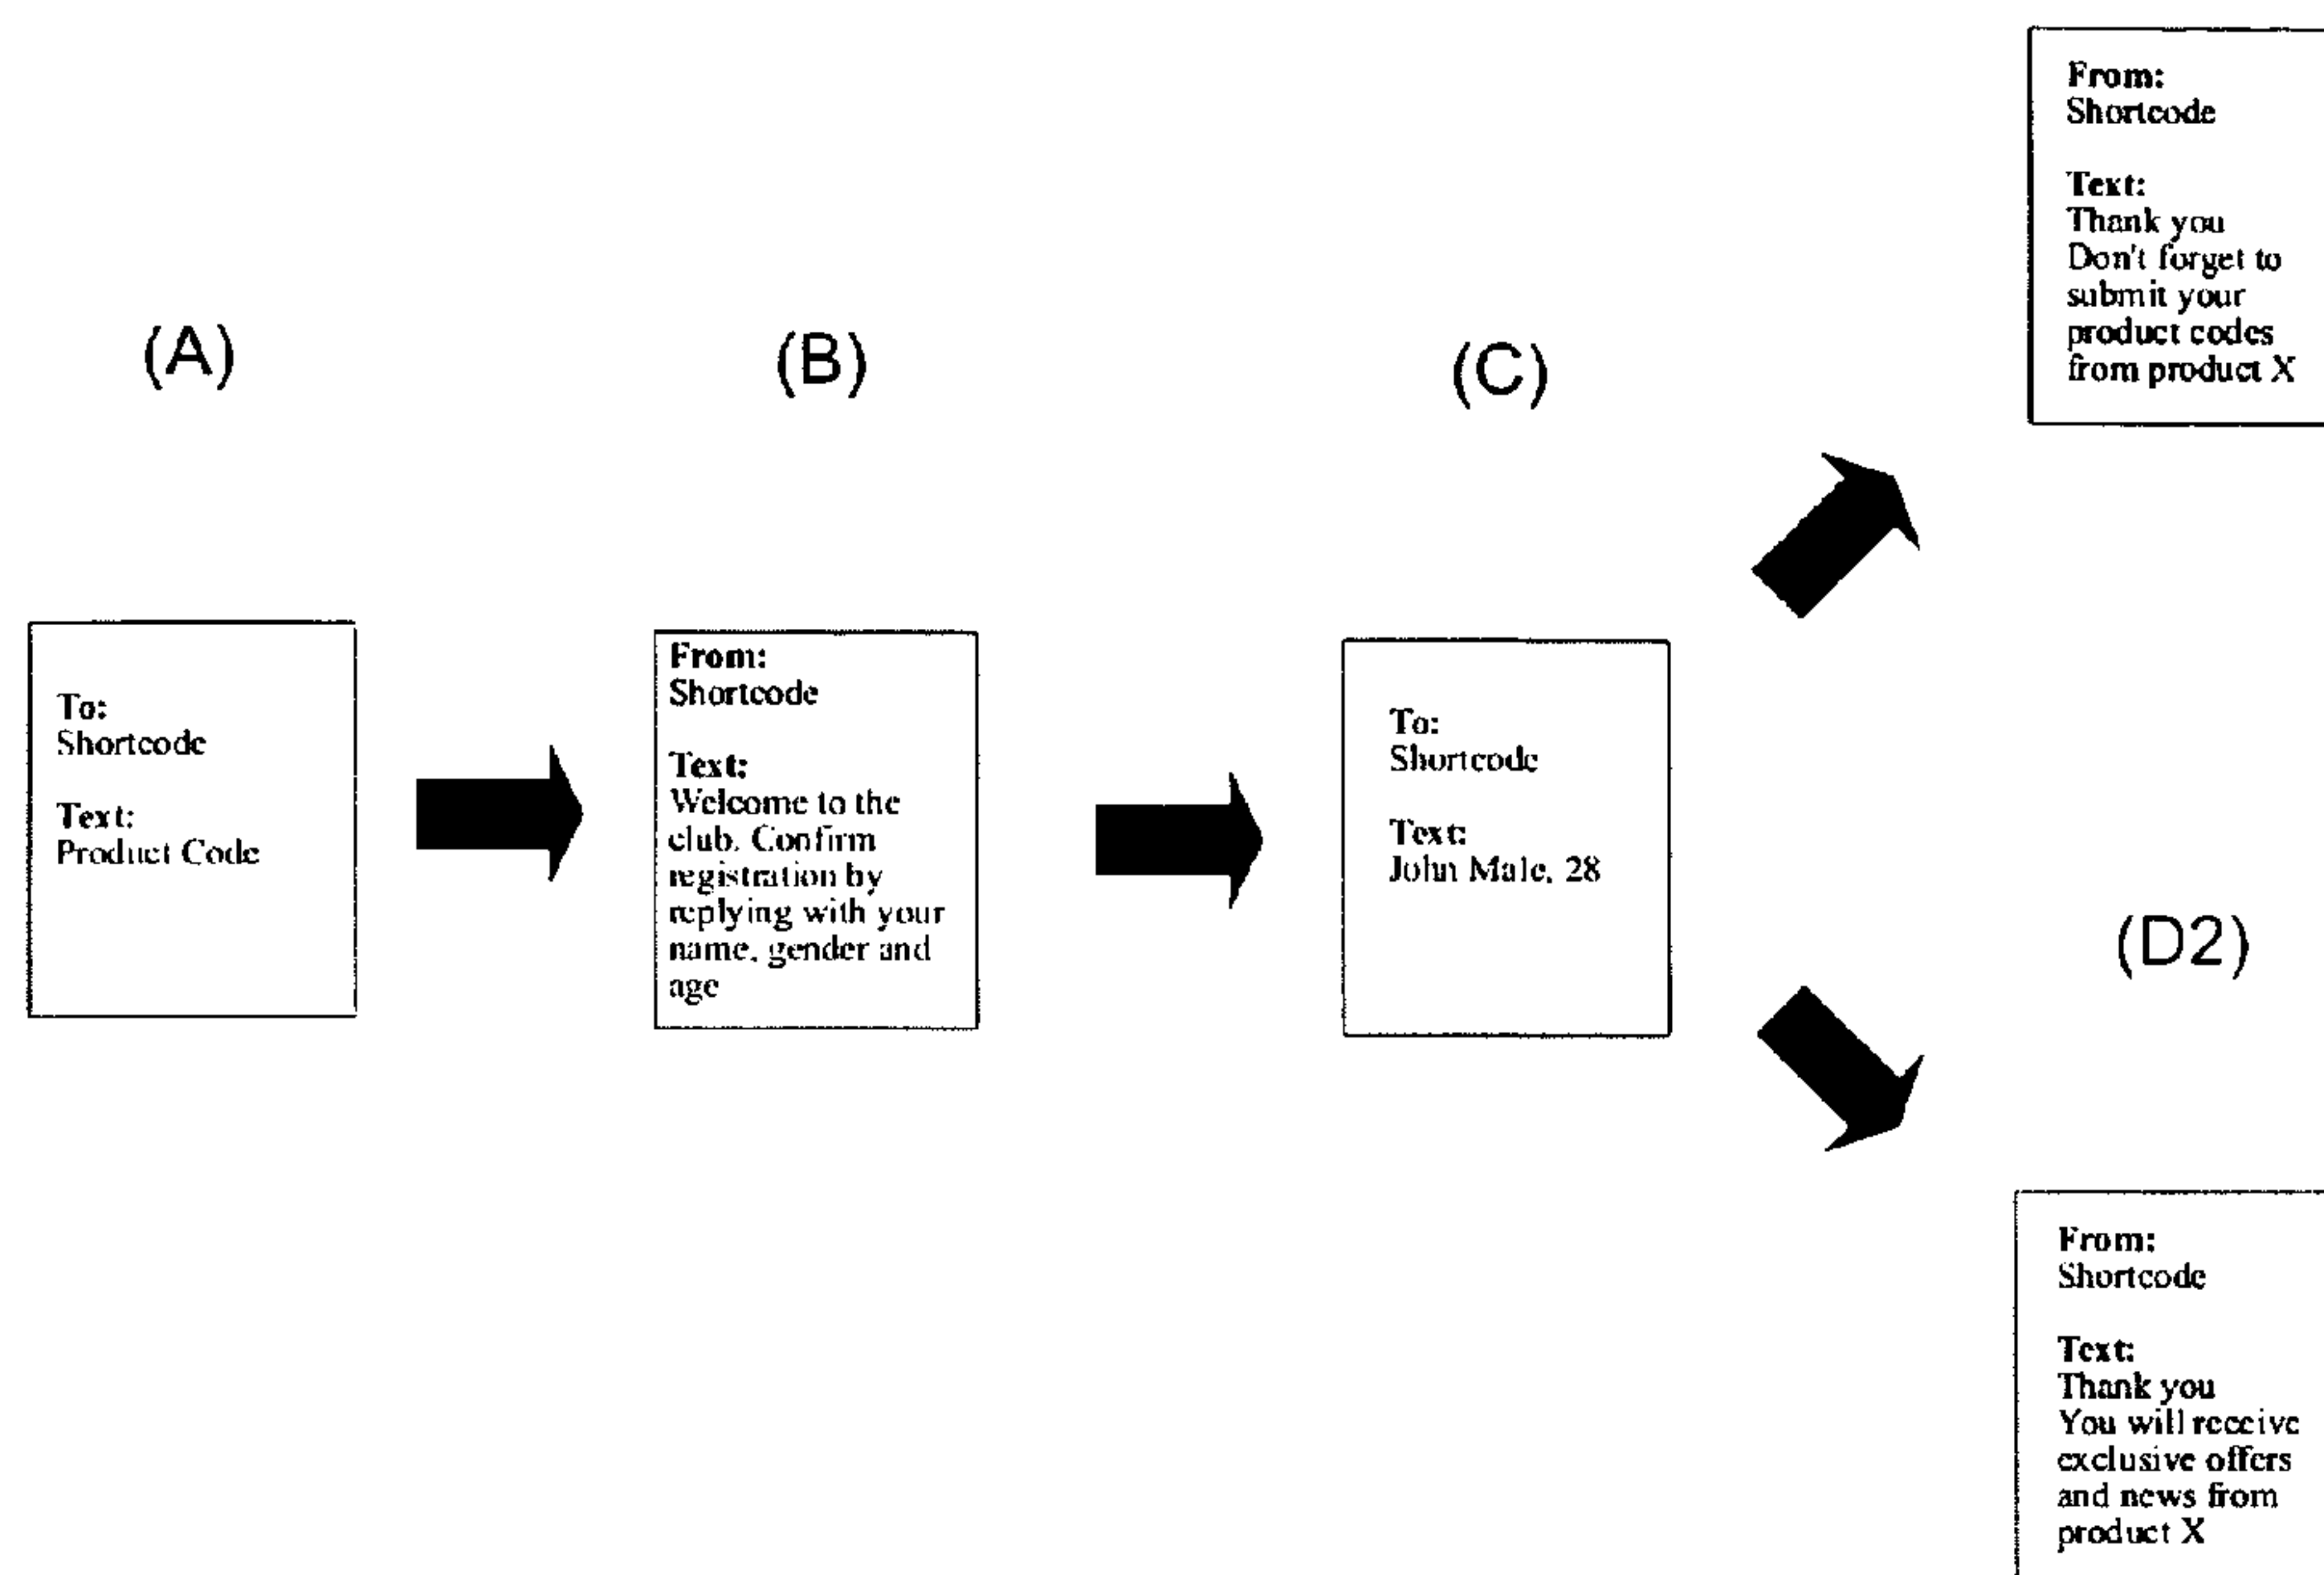 (A)
To:
Shortcode
Text:
Product Code
(B)
From:
Shortcode
Text:
Welcome to the
club. Confirm
registration by
replying with your
name, gender and
age
(C)
To:
Shortcode
Text:
John Male, 28
From:
Shortcode
Text:
Thank you
Don't forget to
submit your
product codes
from product X
(D2)
From:
Shortcode
Text:
Thank you
You will receive
exclusive offers
and news from
product X